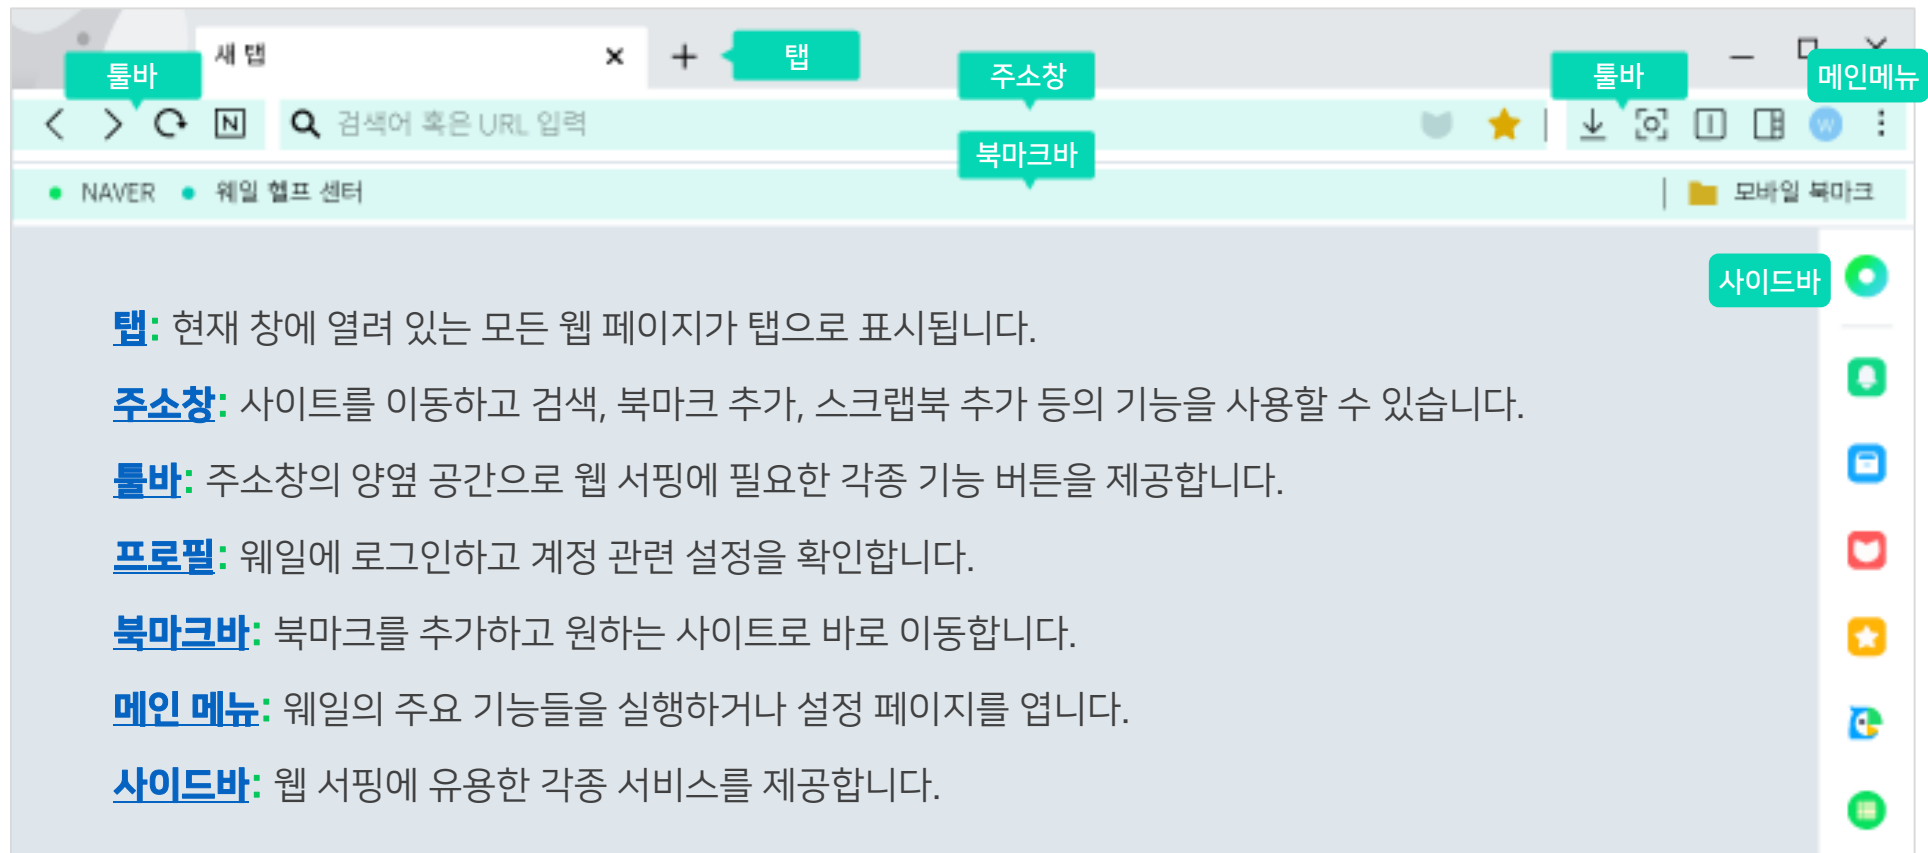 새 탭
탭
툴바
주소창
툴바
메인메뉴
N
검색어 혹은 URL 입력
W
북마크바
NAVER
웨일 헬프 센터
모바일 북마크
사이드바
탭: 현재 창에 열려 있는 모든 웹 페이지가 탭으로 표시됩니다.
주소창: 사이트를 이동하고 검색, 북마크 추가, 스크랩북 추가 등의 기능을 사용할 수 있습니다.
툴바: 주소창의 양옆 공간으로 웹 서핑에 필요한 각종 기능 버튼을 제공합니다.
프로필: 웨일에 로그인하고 계정 관련 설정을 확인합니다.
북마크바: 북마크를 추가하고 원하는 사이트로 바로 이동합니다.
메인 메뉴: 웨일의 주요 기능들을 실행하거나 설정 페이지를 엽니다.
사이드바: 웹 서핑에 유용한 각종 서비스를 제공합니다.